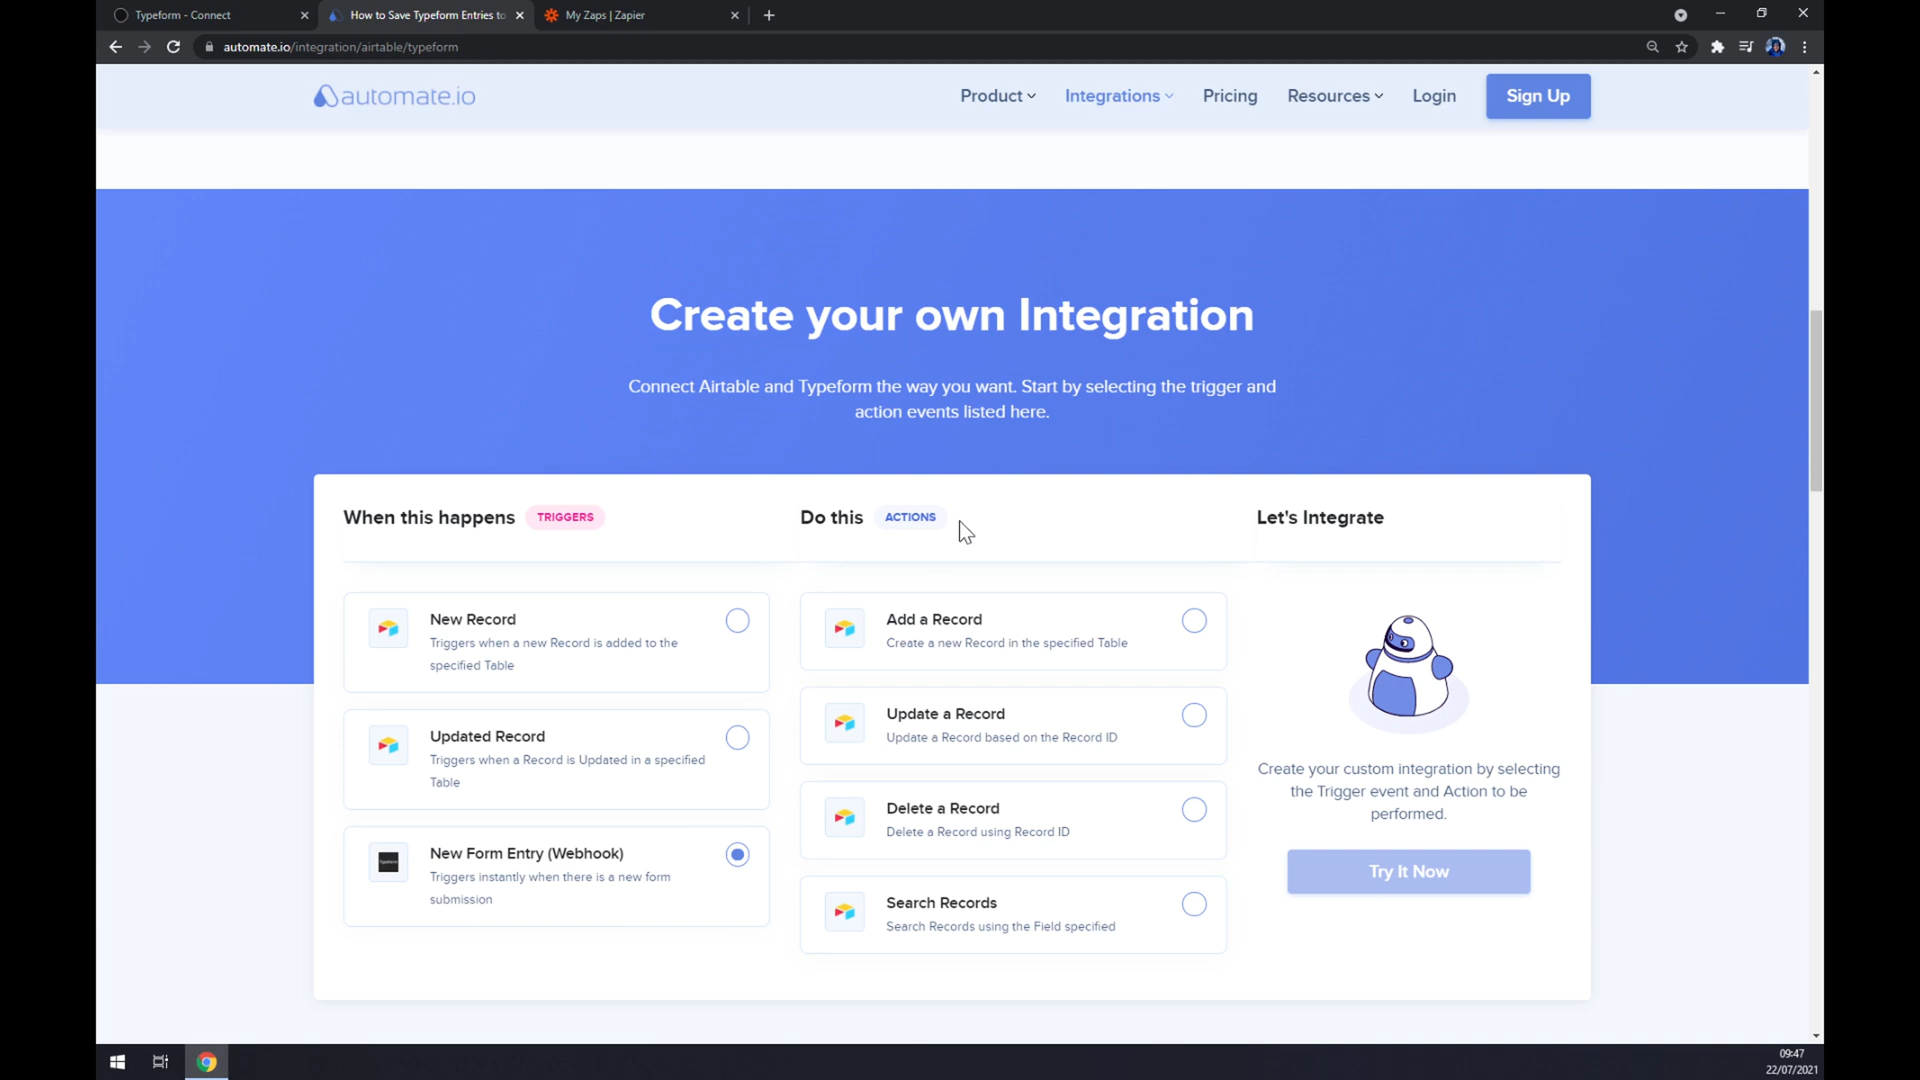 Typeform - Connect
How to Save Typeform Entries to
My Zaps | Zapier
automate.io/integration/airtable/typeform
automate.io
Product
Integrations
Pricing
Resources
Login
Sign Up
Create your own Integration
Connect Airtable and Typeform the way you want. Start by selecting the trigger and
action events listed here.
When this happens
TRIGGERS
New Record
Triggers when a new Record is added to the
specified Table
Updated Record
Triggers when a Record is Updated in a specified
Table
New Form Entry (Webhook)
Triggers instantly when there is a new form
submission
Do this
ACTIONS
Add a Record
Create a new Record in the specified Table
Update a Record
Update a Record based on the Record ID
Delete a Record
Delete a Record using Record ID
Search Records
Search Records using the Field specified
Let's Integrate
Create your custom integration by selecting
the Trigger event and Action to be
performed.
Try It Now
09:47
22/07/2021